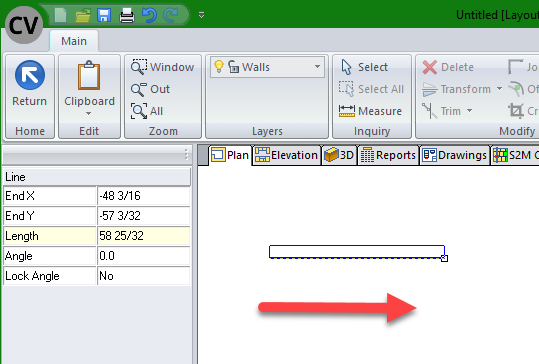 CV
Untitled [Layou
Main
Return
Home
Clipboard
Edit
Window
Out
All
Zoom
Walls
Layers
Select
Select All
Measure
Inquiry
Delete
Transform
Trim
Jo
Of
Cr
Modify
Plan
Elevation
3D
Reports
Drawings
S2M
Line
End X -48 3/16
End Y -57 3/32
Length 58 25/32
Angle 0.0
Lock Angle No